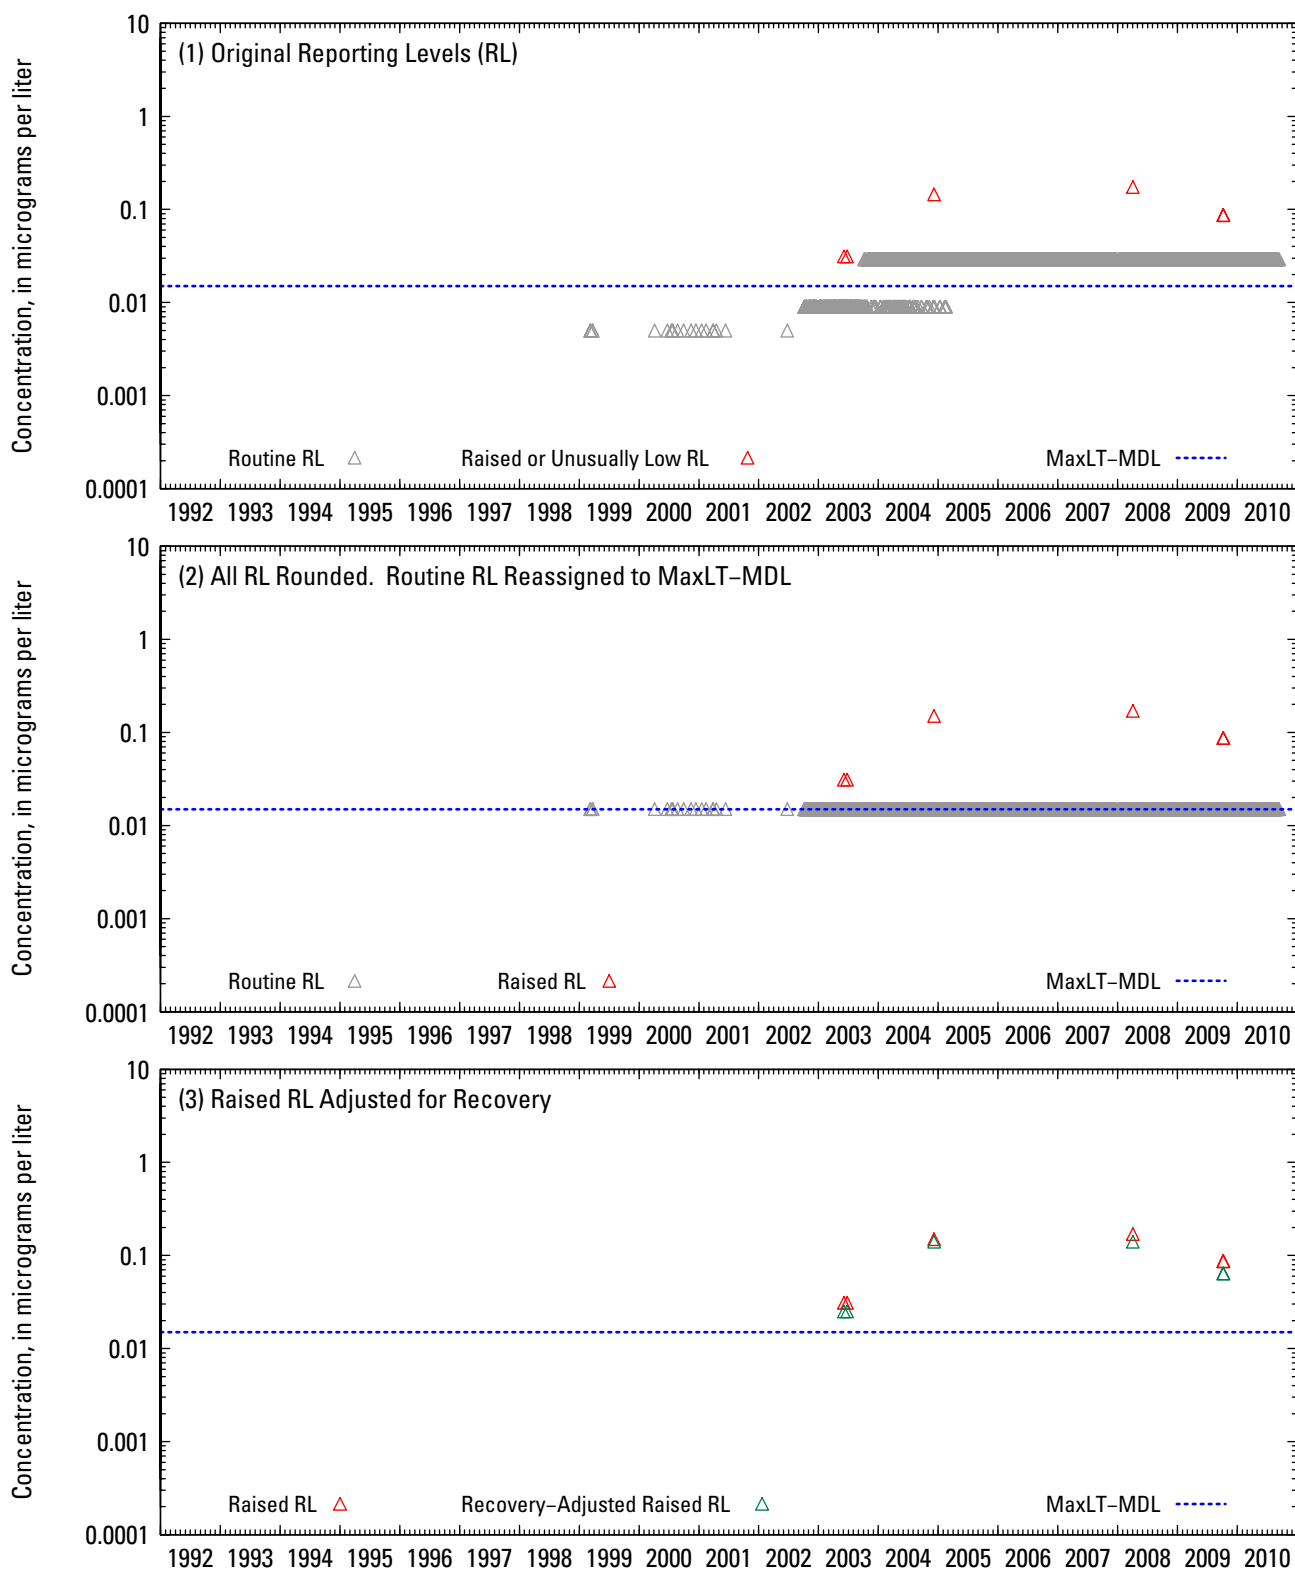 (1) Original Reporting Levels (RL)
Concentration, in micrograms per liter
10
1
0.1
0.01
0.001
0.0001
Routine RL
Raised or Unusually Low RL
MaxLT−MDL
1992 1993 1994 1995 1996 1997 1998 1999 2000 2001 2002 2003 2004 2005 2006 2007 2008 2009 2010
(2) All RL Rounded. Routine RL Reassigned to MaxLT−MDL
Concentration, in micrograms per liter
10
1
0.1
0.01
0.001
0.0001
Routine RL
Raised RL
MaxLT−MDL
1992 1993 1994 1995 1996 1997 1998 1999 2000 2001 2002 2003 2004 2005 2006 2007 2008 2009 2010
(3) Raised RL Adjusted for Recovery
Concentration, in micrograms per liter
10
1
0.1
0.01
0.001
0.0001
Raised RL
Recovery−Adjusted Raised RL
MaxLT−MDL
1992 1993 1994 1995 1996 1997 1998 1999 2000 2001 2002 2003 2004 2005 2006 2007 2008 2009 2010